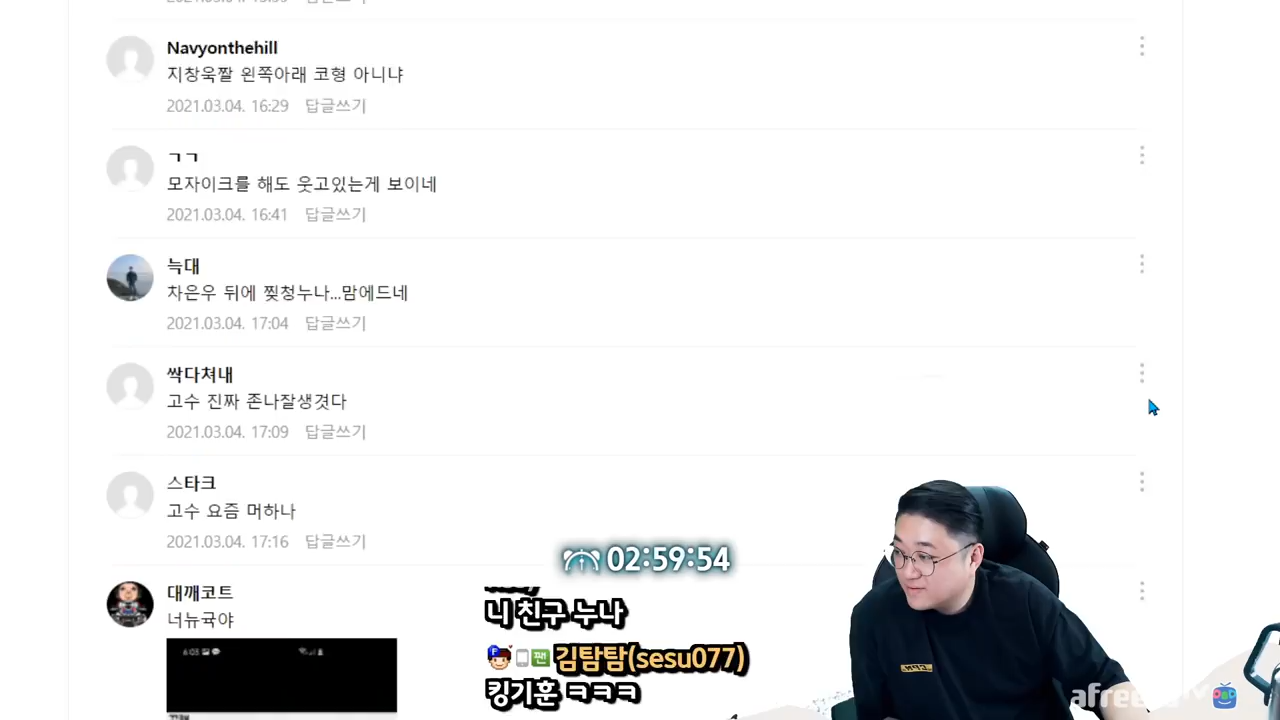 Navyonthehill
지창욱짤 왼쪽아래 코형 아니냐
2021.03.04. 16:29 답글쓰기
ㄱㄱ
모자이크를 해도 웃고있는게 보이네
2021.03.04. 16:41 답글쓰기
늑대
차은우 뒤에 찢청누나...맘에드네
2021.03.04. 17:04 답글쓰기
싹다쳐내
고수 진짜 존나잘생겻다
2021.03.04. 17:09 답글쓰기
스타크
고수 요즘 머하나
2021.03.04. 17:16 답글쓰기
대깨코트
너뉴귝야
02:59:54
니 친구 누나
팬 김탐탐(sesu077)
킹기훈 ㅋㅋㅋ